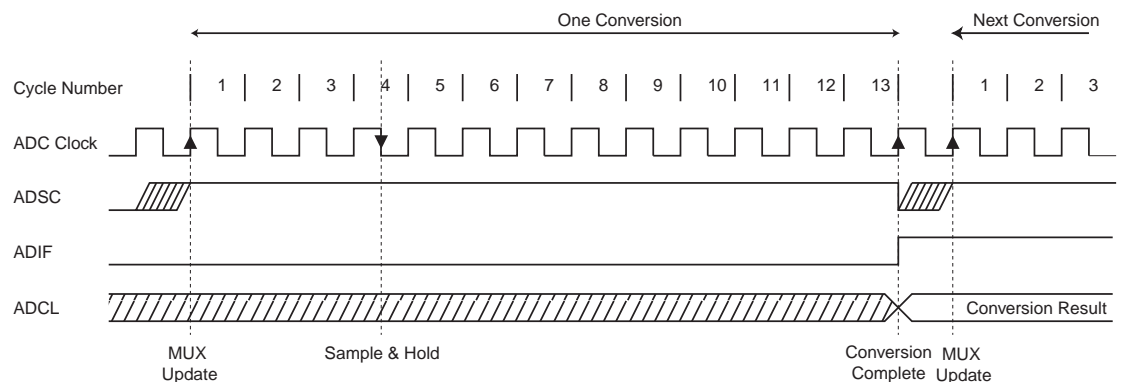 One Conversion
Next Conversion
Cycle Number 1 2 3 4 5 6 7 8 9 10 11 12 13 1 2 3
ADC Clock
ADSC
ADIF
ADCL
Conversion Result
MUX Update
Sample & Hold
Conversion Complete
MUX Update